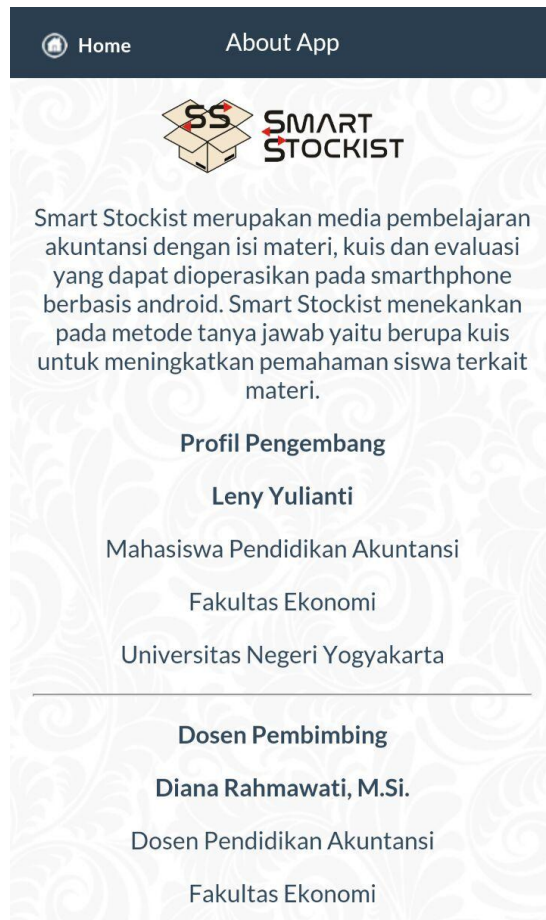 Home
About App
SS
SMART
STOCKIST
Smart Stockist merupakan media pembelajaran
akuntansi dengan isi materi, kuis dan evaluasi
yang dapat dioperasikan pada smarthphone
berbasis android. Smart Stockist menekankan
pada metode tanya jawab yaitu berupa kuis
untuk meningkatkan pemahaman siswa terkait
materi.
Profil Pengembang
Leny Yulianti
Mahasiswa Pendidikan Akuntansi
Fakultas Ekonomi
Universitas Negeri Yogyakarta
Dosen Pembimbing
Diana Rahmawati, M.Si.
Dosen Pendidikan Akuntansi
Fakultas Ekonomi